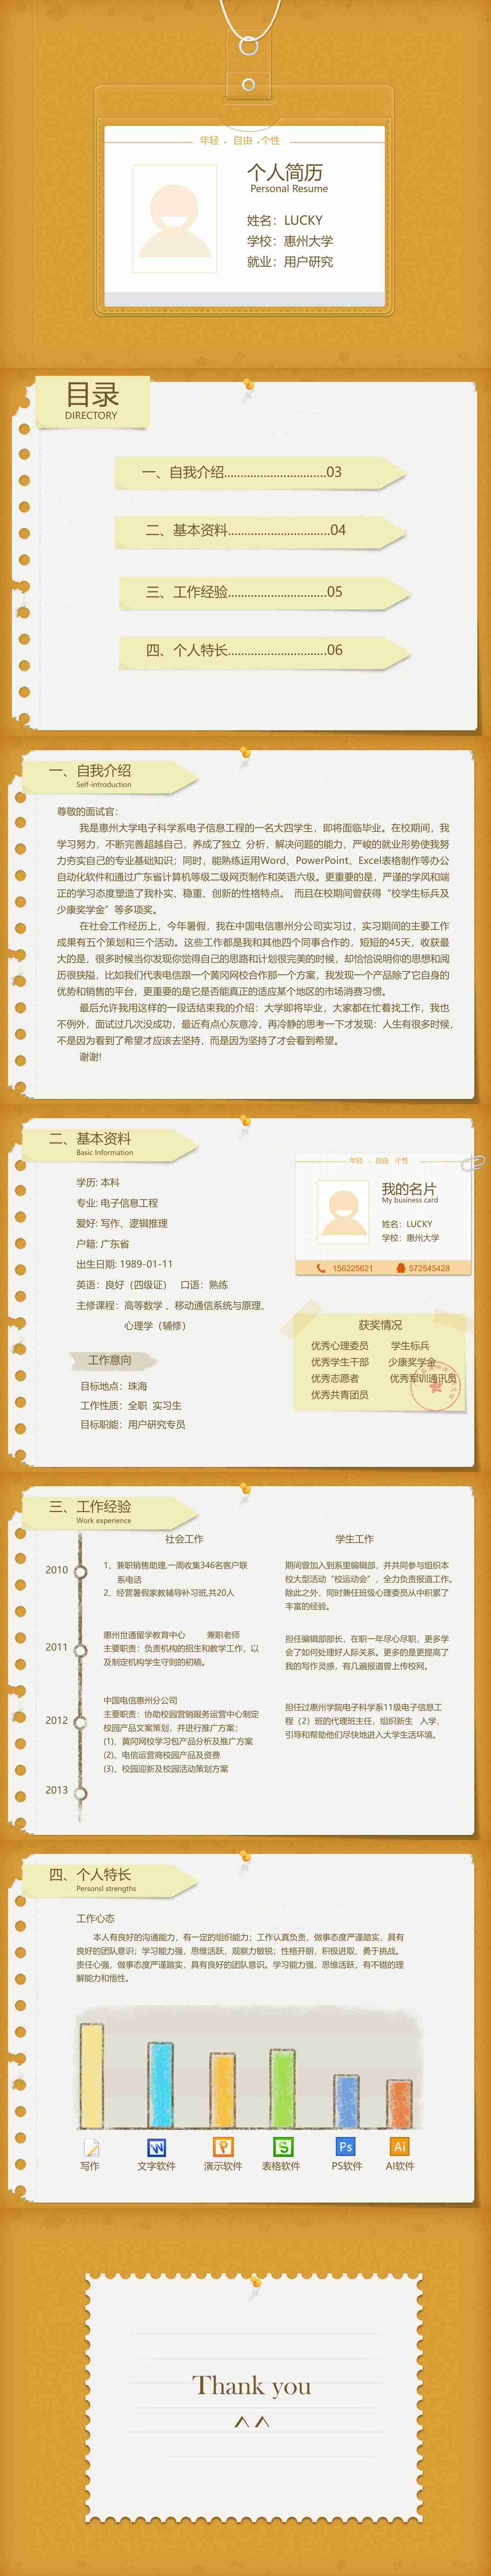 年轻 . 自由 .个性
个人简历
Personal Resume
姓名：LUCKY
学校：惠州大学
就业：用户研究
目录
DIRECTORY
一、自我介绍...............................03
二、基本资料...............................04
三、工作经验..............................05
四、个人特长..............................06
一、自我介绍
Self-introduction
尊敬的面试官：
我是惠州大学电子科学系电子信息工程的一名大四学生，即将面临毕业。在校期间，我
学习努力，不断完善超越自己，养成了独立 分析，解决问题的能力，严峻的就业形势使我努
力夯实自己的专业基础知识；同时，能熟练运用Word、PowerPoint、Excel表格制作等办公
自动化软件和通过广东省计算机等级二级网页制作和英语六级。更重要的是，严谨的学风和端
正的学习态度塑造了我朴实、稳重、创新的性格特点。 而且在校期间曾获得“校学生标兵及
少康奖学金”等多项奖。
在社会工作经历上，今年暑假，我在中国电信惠州分公司实习过，实习期间的主要工作
成果有五个策划和三个活动。这些工作都是我和其他四个同事合作的，短短的45天，收获最
大的是，很多时候当你发现你觉得自己的思路和计划很完美的时候，却恰恰说明你的思想和阅
历很狭隘，比如我们代表电信跟一个黄冈网校合作那一个方案，我发现一个产品除了它自身的
优势和销售的平台，更重要的是它是否能真正的适应某个地区的市场消费习惯。
最后允许我用这样的一段话结束我的介绍：大学即将毕业，大家都在忙着找工作，我也
不例外，面试过几次没成功，最近有点心灰意冷，再冷静的思考一下才发现：人生有很多时候，
不是因为看到了希望才应该去坚持，而是因为坚持了才会看到希望。
谢谢!
二、基本资料
Basic Information
学历: 本科
专业: 电子信息工程
爱好: 写作、逻辑推理
户籍: 广东省
出生日期: 1989-01-11
英语：良好（四级证） 口语：熟练
主修课程：高等数学 、移动通信系统与原理、
心理学（辅修）
工作意向
目标地点：珠海
工作性质：全职 实习生
目标职能：用户研究专员
年轻 . 自由 个性
我的名片
My business card
姓名：LUCKY
学校：惠州大学
156225621 572545428
获奖情况
优秀心理委员 学生标兵
优秀学生干部 少康奖学金
优秀志愿者 优秀军训通讯员
优秀共青团员
三、工作经验
Work experience
社会工作 学生工作
2010
1、兼职销售助理,一周收集346名客户联
系电话
2、经营暑假家教辅导补习班,共20人
期间曾加入到系里编辑部，并共同参与组织本
校大型活动“校运动会”，全力负责报道工作。
除此之外，同时兼任班级心理委员从中积累了
丰富的经验。
2011
惠州世通留学教育中心 兼职老师
主要职责：负责机构的招生和教学工作，以
及制定机构学生守则的初稿。
担任编辑部部长，在职一年尽心尽职，更多学
会了如何处理好人际关系。更多的是更提高了
我的写作灵感，有几遍报道曾上传校网。
2012
中国电信惠州分公司
主要职责：协助校园营销服务运营中心制定
校园产品文案策划，并进行推广方案；
(1)、黄冈网校学习包产品分析及推广方案
(2)、电信运营商校园产品及资费
(3)、校园迎新及校园活动策划方案
担任过惠州学院电子科学系11级电子信息工
程（2）班的代理班主任，组织新生 入学，
引导和帮助他们尽快地进入大学生活坏境。
2013
四、个人特长
Personsl strengths
工作心态
本人有良好的沟通能力，有一定的组织能力；工作认真负责，做事态度严谨踏实，具有
良好的团队意识；学习能力强，思维活跃，观察力敏锐；性格开朗，积极进取、勇于挑战。
责任心强，做事态度严谨踏实，具有良好的团队意识。学习能力强，思维活跃，有不错的理
解能力和悟性。
W P S Ps Ai
写作 文字软件 演示软件 表格软件 PS软件 AI软件
Thank you
^ ^